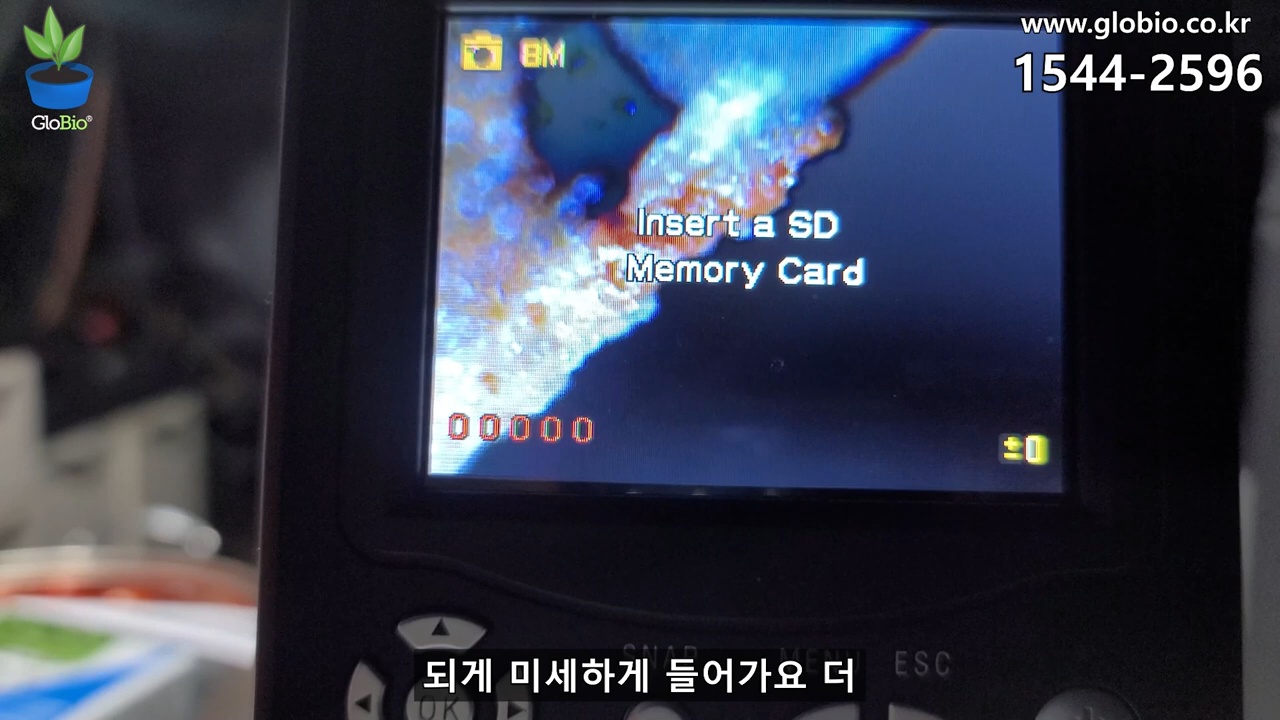 GloBio®
www.globio.co.kr
1544-2596
8M
Insert a SD
Memory Card
00000
±0
SNAP MENU ESC
OK
되게 미세하게 들어가요 더